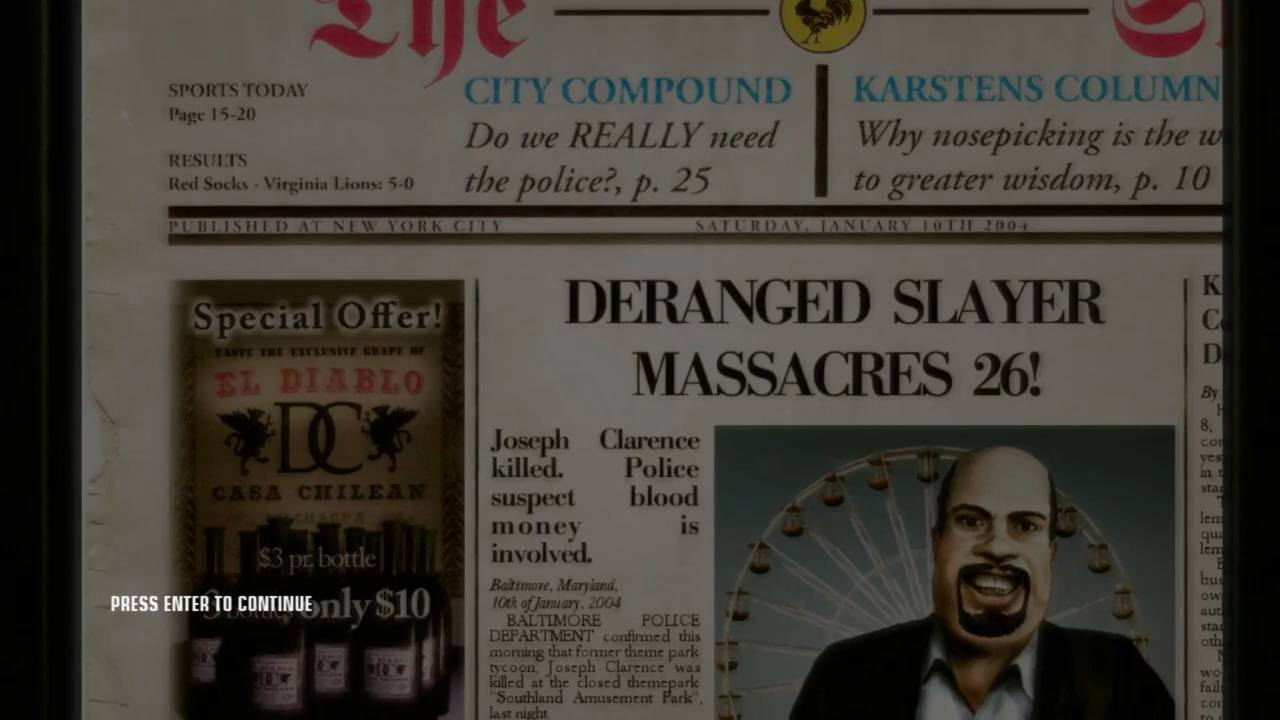 The
SPORTS TODAY
Page 15-20
RESULTS
Red Socks - Virginia Lions: 5-0
CITY COMPOUND
Do we REALLY need
the police?, p. 25
KARSTENS COLUMN
Why nosepicking is the w
to greater wisdom, p. 10
PUBLISHED AT NEW YORK CITY
SATURDAY, JANUARY 10TH 2004
Special Offer!
TASTE THE EXCLUSIVE GRAPE OF
EL DIABLO
DC
CASA CHILEAN
$3 pr. bottle
only $10
PRESS ENTER TO CONTINUE
DERANGED SLAYER
MASSACRES 26!
Joseph Clarence
killed. Police
suspect blood
money is
involved.
Baltimore, Maryland,
10th of January, 2004
BALTIMORE POLICE
DEPARTMENT confirmed this
morning that former theme park
tycoon, Joseph Clarence was
killed at the closed themepark
"Southland Amusement Park",
last night
By